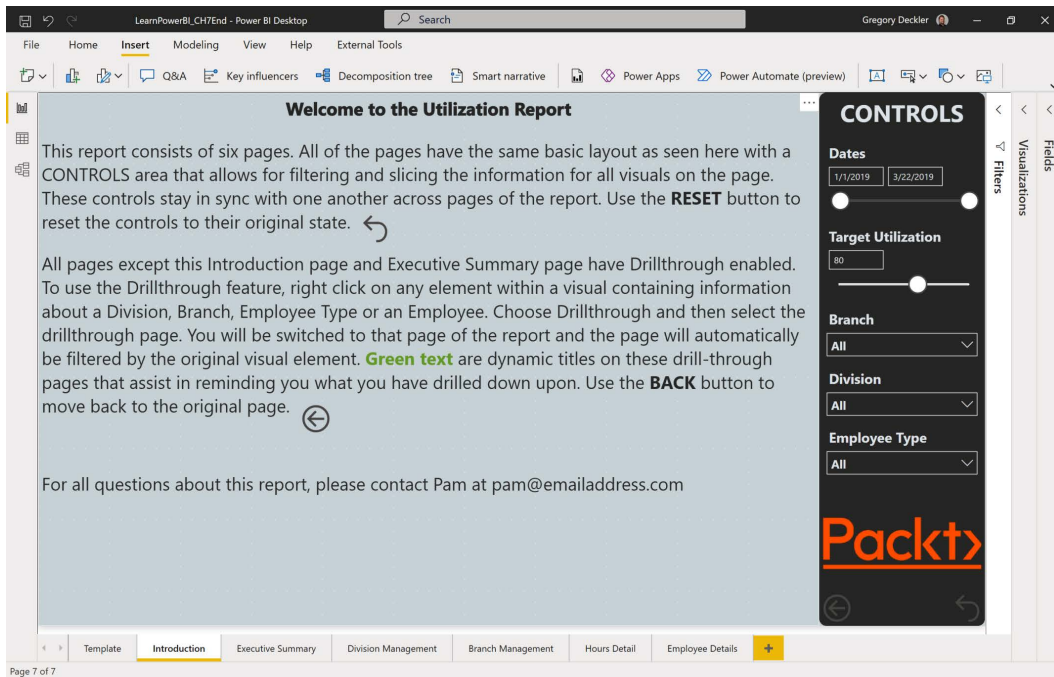 LearnPowerBI_CH7End - Power BI Desktop
Search
Gregory Deckler
File Home Insert Modeling View Help External Tools
Q&A Key influencers Decomposition tree Smart narrative Power Apps Power Automate (preview)
Welcome to the Utilization Report
This report consists of six pages. All of the pages have the same basic layout as seen here with a
CONTROLS area that allows for filtering and slicing the information for all visuals on the page.
These controls stay in sync with one another across pages of the report. Use the RESET button to
reset the controls to their original state.
All pages except this Introduction page and Executive Summary page have Drillthrough enabled.
To use the Drillthrough feature, right click on any element within a visual containing information
about a Division, Branch, Employee Type or an Employee. Choose Drillthrough and then select the
drillthrough page. You will be switched to that page of the report and the page will automatically
be filtered by the original visual element. Green text are dynamic titles on these drill-through
pages that assist in reminding you what you have drilled down upon. Use the BACK button to
move back to the original page.
For all questions about this report, please contact Pam at pam@emailaddress.com
CONTROLS
Dates
1/1/2019 3/22/2019
Target Utilization
80
Branch
All
Division
All
Employee Type
All
Packt>
Filters
Visualizations
Fields
Template Introduction Executive Summary Division Management Branch Management Hours Detail Employee Details +
Page 7 of 7